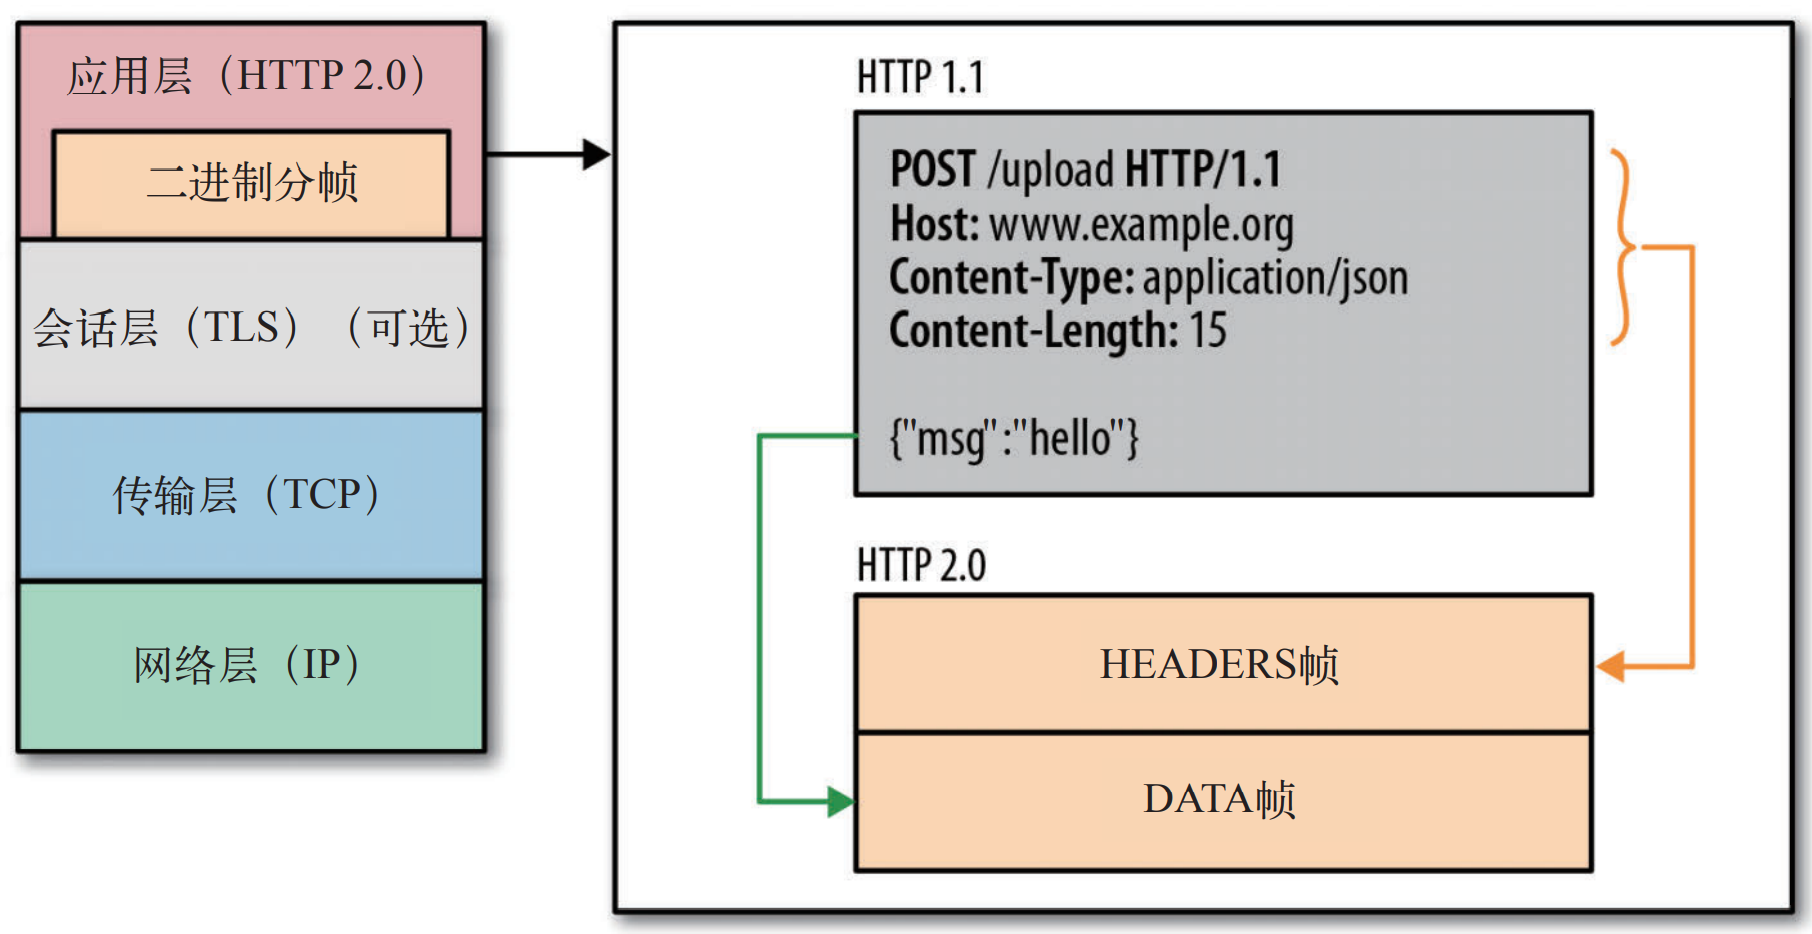 应用层（HTTP 2.0）
二进制分帧
会话层（TLS）（可选）
传输层（TCP）
网络层（IP）
HTTP 1.1
POST /upload HTTP/1.1
Host: www.example.org
Content-Type: application/json
Content-Length: 15
{"msg":"hello"}
HTTP 2.0
HEADERS帧
DATA帧